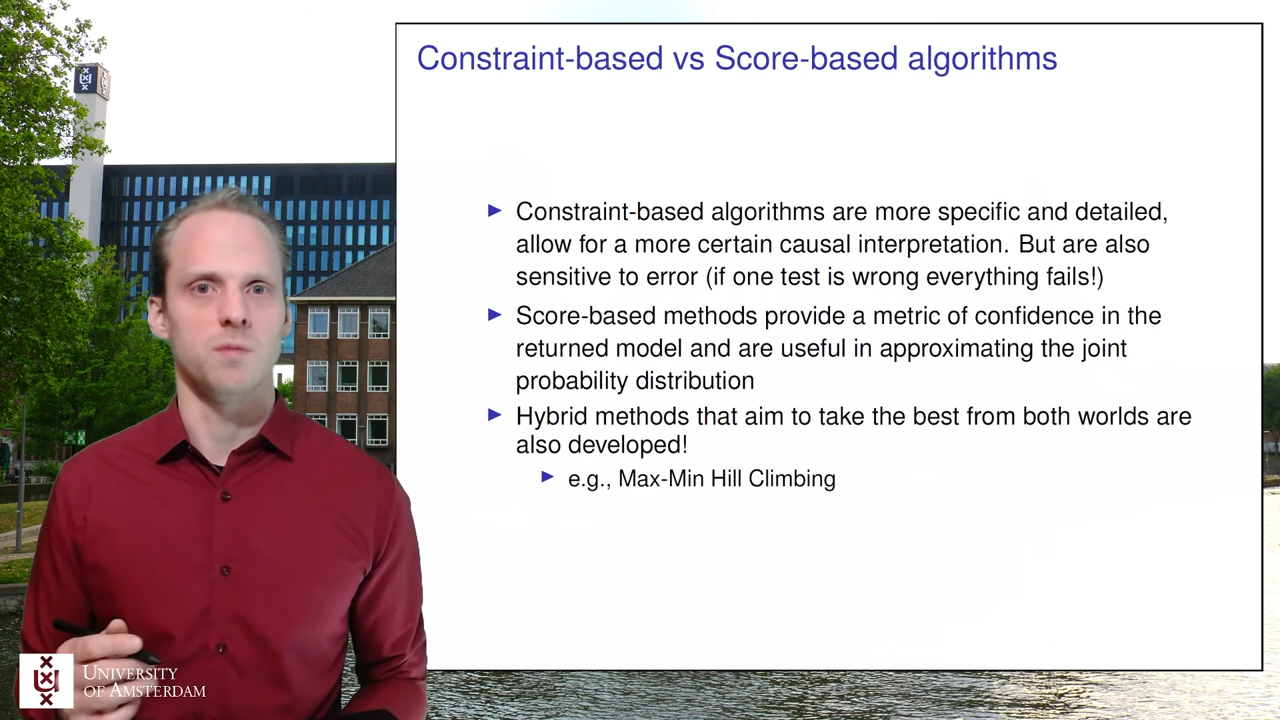 Constraint-based vs Score-based algorithms
Constraint-based algorithms are more specific and detailed,
allow for a more certain causal interpretation. But are also
sensitive to error (if one test is wrong everything fails!)
Score-based methods provide a metric of confidence in the
returned model and are useful in approximating the joint
probability distribution
Hybrid methods that aim to take the best from both worlds are
also developed!
e.g., Max-Min Hill Climbing
University
of Amsterdam